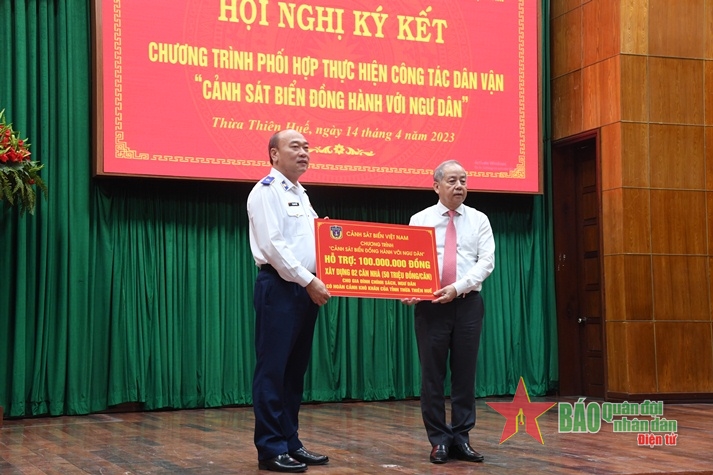 HỘI NGHỊ KÝ KẾT
CHƯƠNG TRÌNH PHỐI HỢP THỰC HIỆN CÔNG TÁC DÂN VẬN
“CẢNH SÁT BIỂN ĐỒNG HÀNH VỚI NGƯ DÂN”
Thừa Thiên Huế, ngày 14 tháng 4 năm 2023
CẢNH SÁT BIỂN VIỆT NAM
CHƯƠNG TRÌNH
"CẢNH SÁT BIỂN ĐỒNG HÀNH VỚI NGƯ DÂN"
HỖ TRỢ: 100.000.000 ĐỒNG
XÂY DỰNG 02 CĂN NHÀ (50 TRIỆU ĐỒNG/CĂN)
CHO GIA ĐÌNH CHÍNH SÁCH, NGƯ DÂN
CÓ HOÀN CẢNH KHÓ KHĂN CỦA TỈNH THỪA THIÊN HUẾ
BÁO Quân đội
nhân dân
Điện tử